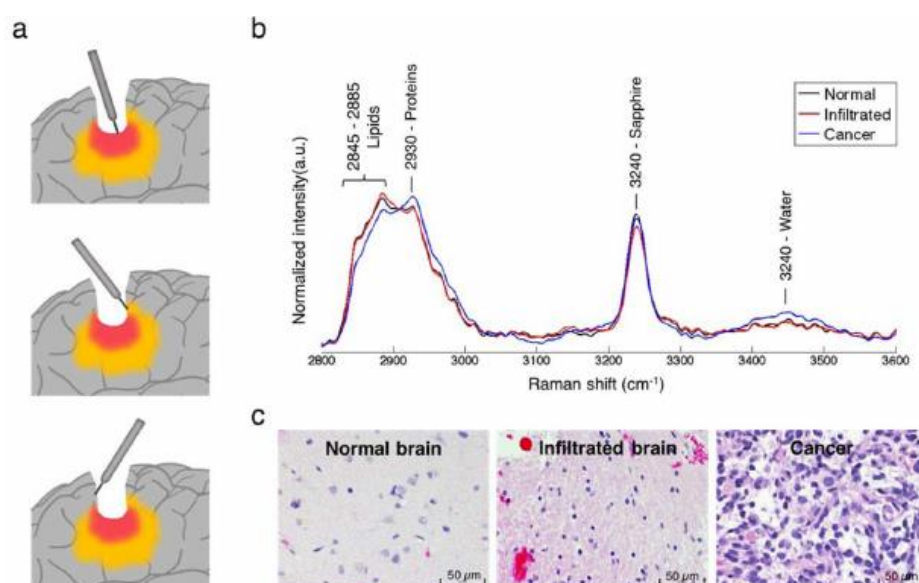 a
b
2845 - 2885
Lipids
2930 - Proteins
3240 - Sapphire
3240 - Water
Normal
Infiltrated
Cancer
Normalized intensity(a.u.)
2800
2900
3000
3100
3200
3300
3400
3500
3600
Raman shift (cm⁻¹)
c
Normal brain
Infiltrated brain
Cancer
50 µm
50 µm
50 µm